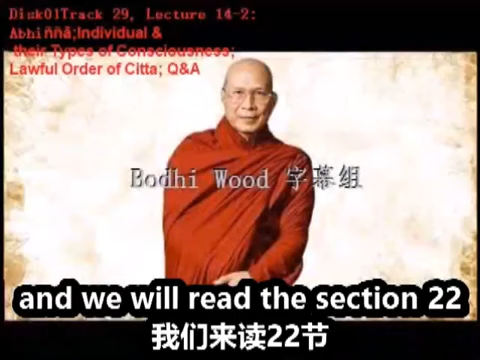 Disk01Track 29, Lecture 14-2:
Abhiññā;Individual &
their Types of Consciousness;
Lawful Order of Citta; Q&A
Bodhi Wood 字幕组
and we will read the section 22
我们来读22节